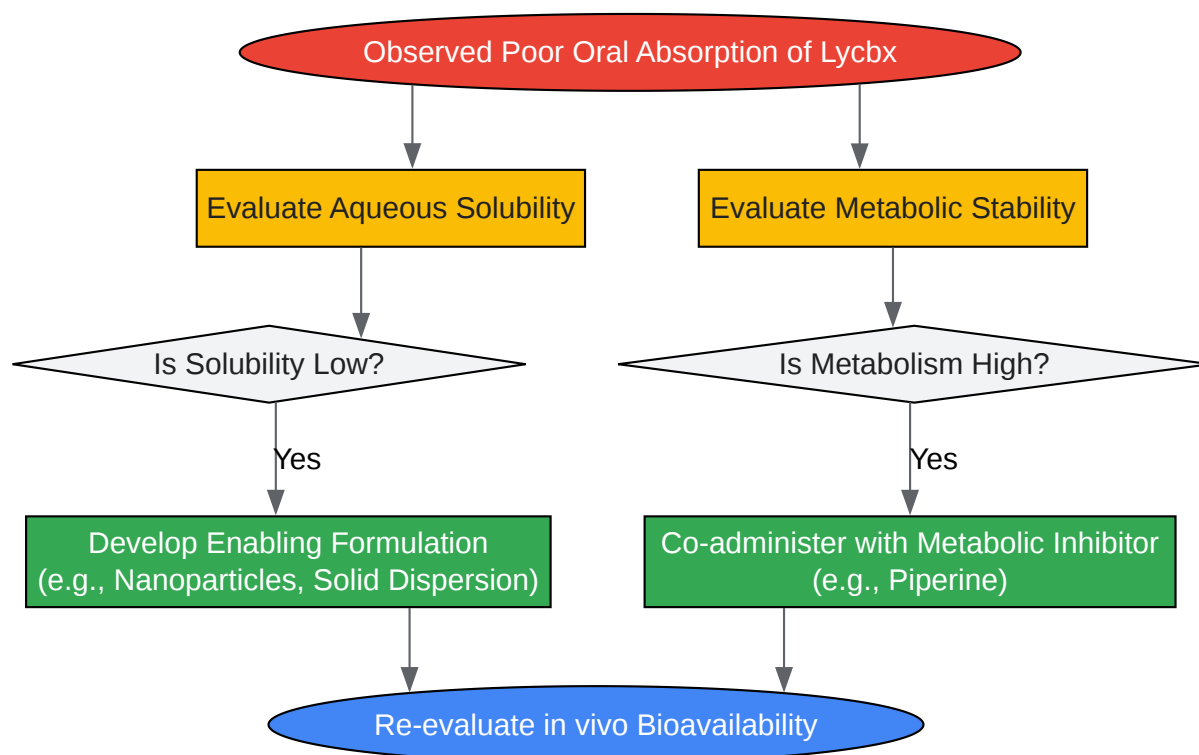 Observed Poor Oral Absorption of Lycbx
Evaluate Aqueous Solubility
Evaluate Metabolic Stability
Is Solubility Low?
Is Metabolism High?
Yes
Yes
Develop Enabling Formulation
(e.g., Nanoparticles, Solid Dispersion)
Co-administer with Metabolic Inhibitor
(e.g., Piperine)
Re-evaluate in vivo Bioavailability